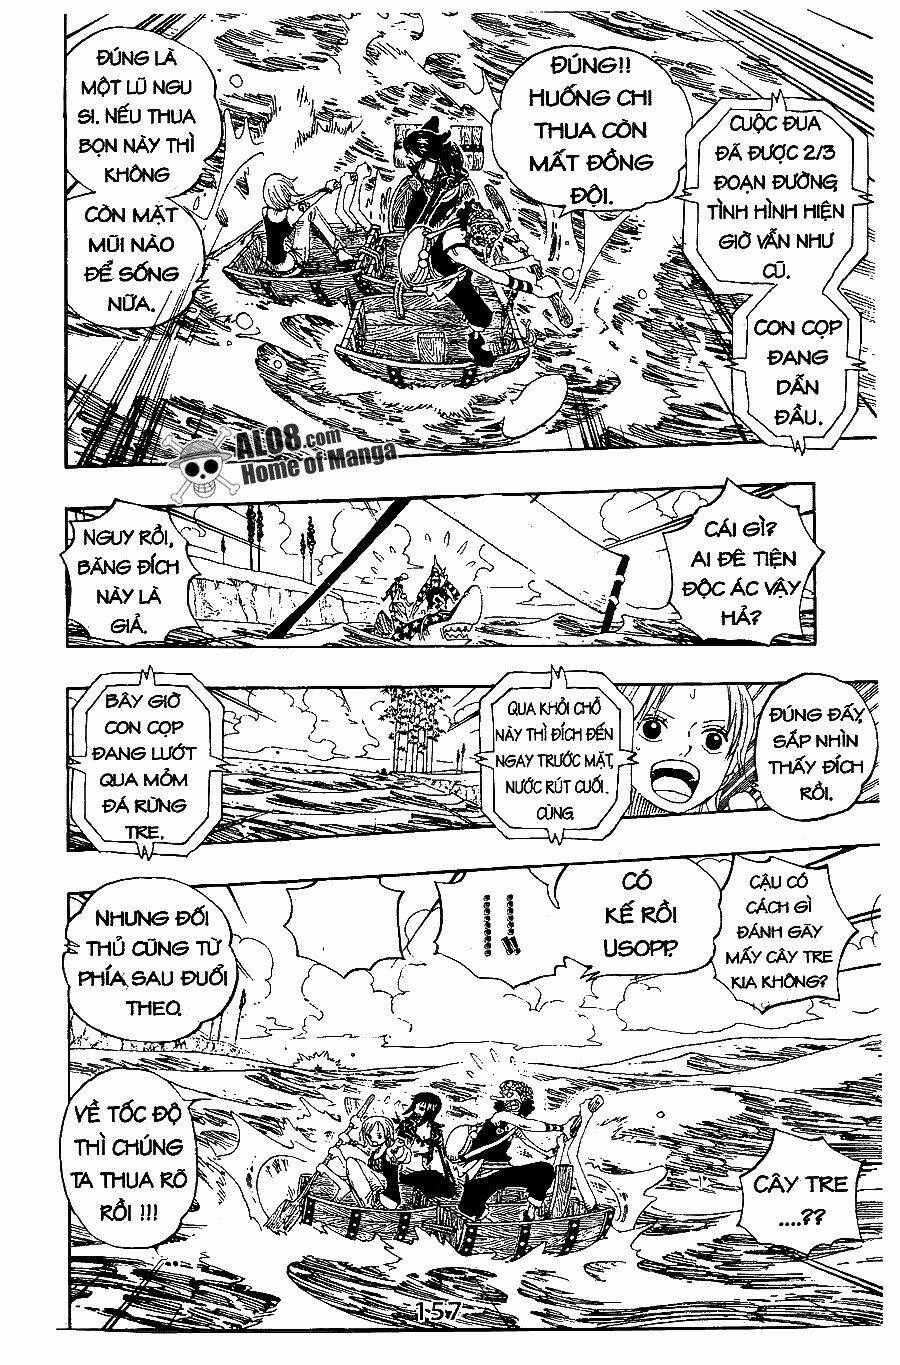 CUỘC ĐUA
ĐÃ ĐƯỢC 2/3
ĐOẠN ĐƯỜNG,
TÌNH HÌNH HIỆN
GIỜ VẪN NHƯ
CŨ.
CON CỌP
ĐANG
DẪN
ĐẦU.
ĐÚNG!!
HUỐNG CHI
THUA CÒN
MẤT ĐỒNG
ĐỘI.
ĐÚNG LÀ
MỘT LŨ NGU
SI. NẾU THUA
BỌN NÀY THÌ
KHÔNG
CÒN MẶT
MŨI NÀO
ĐỂ SỐNG
NỮA.
AL08.com
Home of Manga
CÁI GÌ?
AI ĐÊ TIỆN
ĐỘC ÁC VẬY
HẢ?
NGUY RỒI,
BĂNG ĐÍCH
NÀY LÀ
GIẢ.
ĐÚNG ĐẤY,
SẮP NHÌN
THẤY ĐÍCH
RỒI.
QUA KHỎI CHỖ
NÀY THÌ ĐÍCH ĐẾN
NGAY TRƯỚC MẶT,
NƯỚC RÚT CUỐI
CÙNG.
BÂY GIỜ
CON CỌP
ĐANG LƯỚT
QUA MỎM
ĐÁ RỪNG
TRE.
CẬU CÓ
CÁCH GÌ
ĐÁNH GÃY
MẤY CÂY TRE
KIA KHÔNG?
CÓ
KẾ RỒI
USOPP.
!!
NHƯNG ĐỐI
THỦ CŨNG TỪ
PHÍA SAU ĐUỔI
THEO.
VỀ TỐC ĐỘ
THÌ CHÚNG
TA THUA RÕ
RỒI !!!
CÂY TRE
....??
157